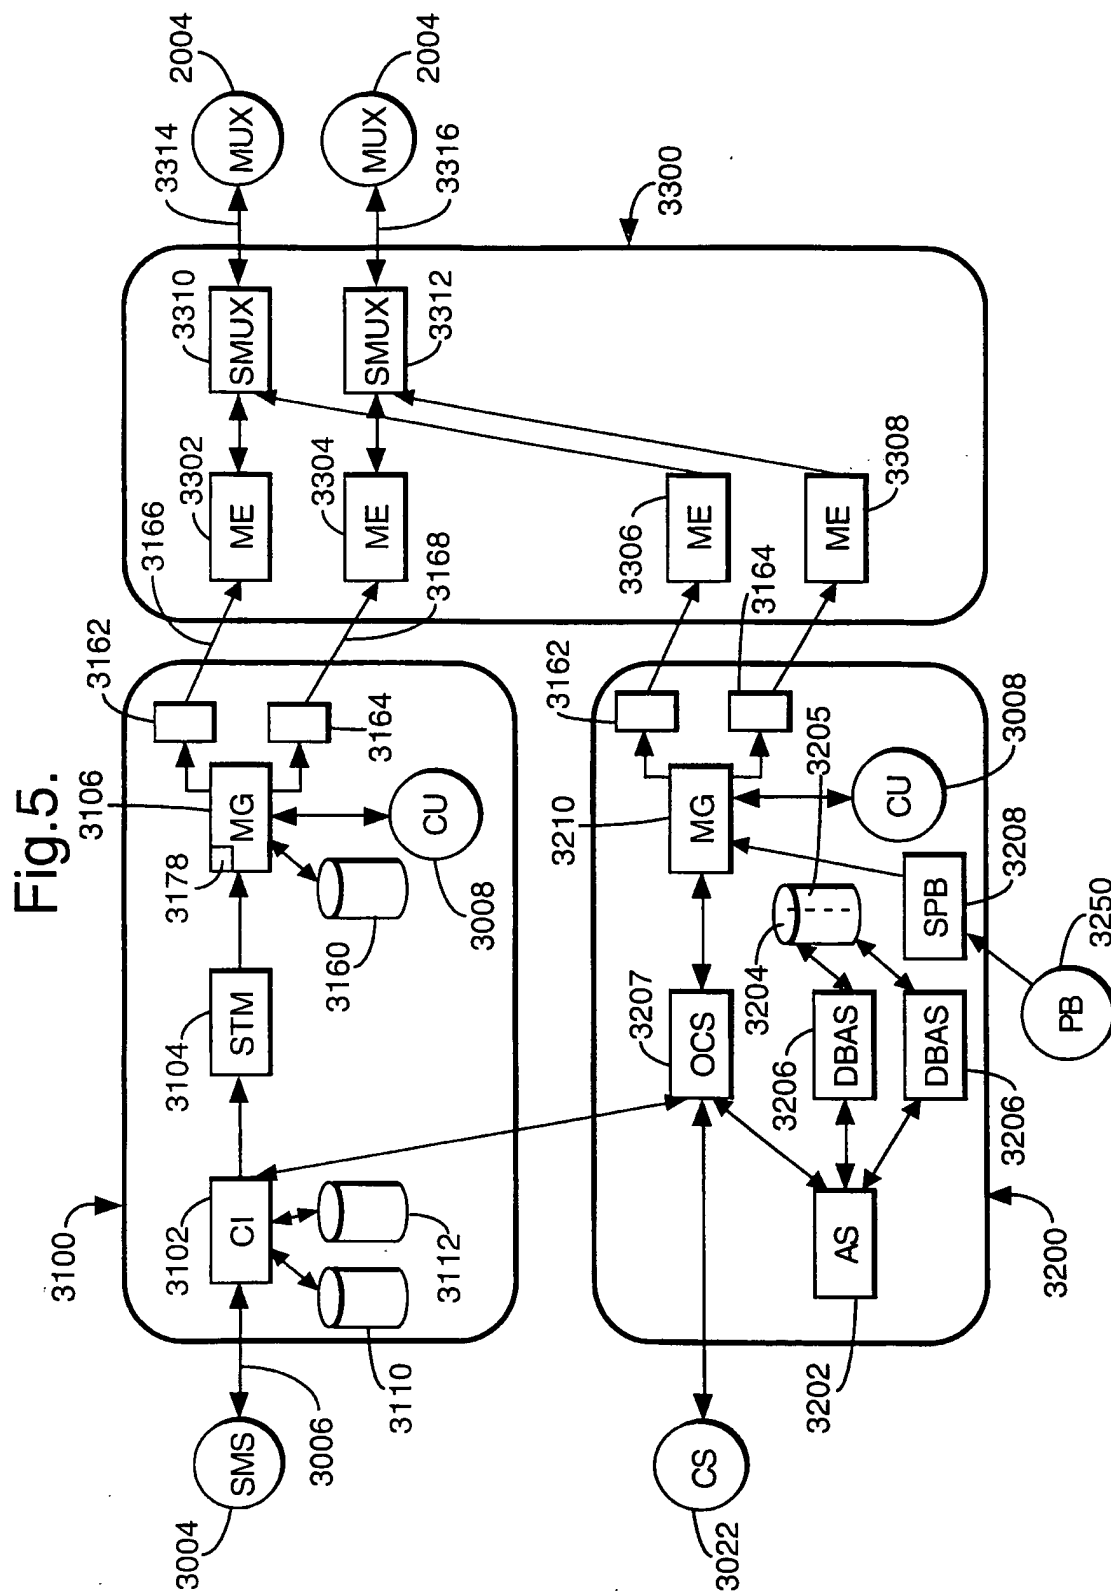 Fig.5.
3004
SMS
3006
3100
3102
CI
3110
3112
3104
STM
3178
3106
MG
3160
CU
3008
3162
3164
3166
3168
3302
ME
3304
ME
3310
SMUX
3312
SMUX
3314
3316
2004
MUX
2004
MUX
3300
3306
ME
3308
ME
3022
CS
3202
AS
3200
3207
OCS
3206
DBAS
3206
DBAS
3204
3205
3210
MG
3162
3164
CU
3008
SPB
3208
PB
3250